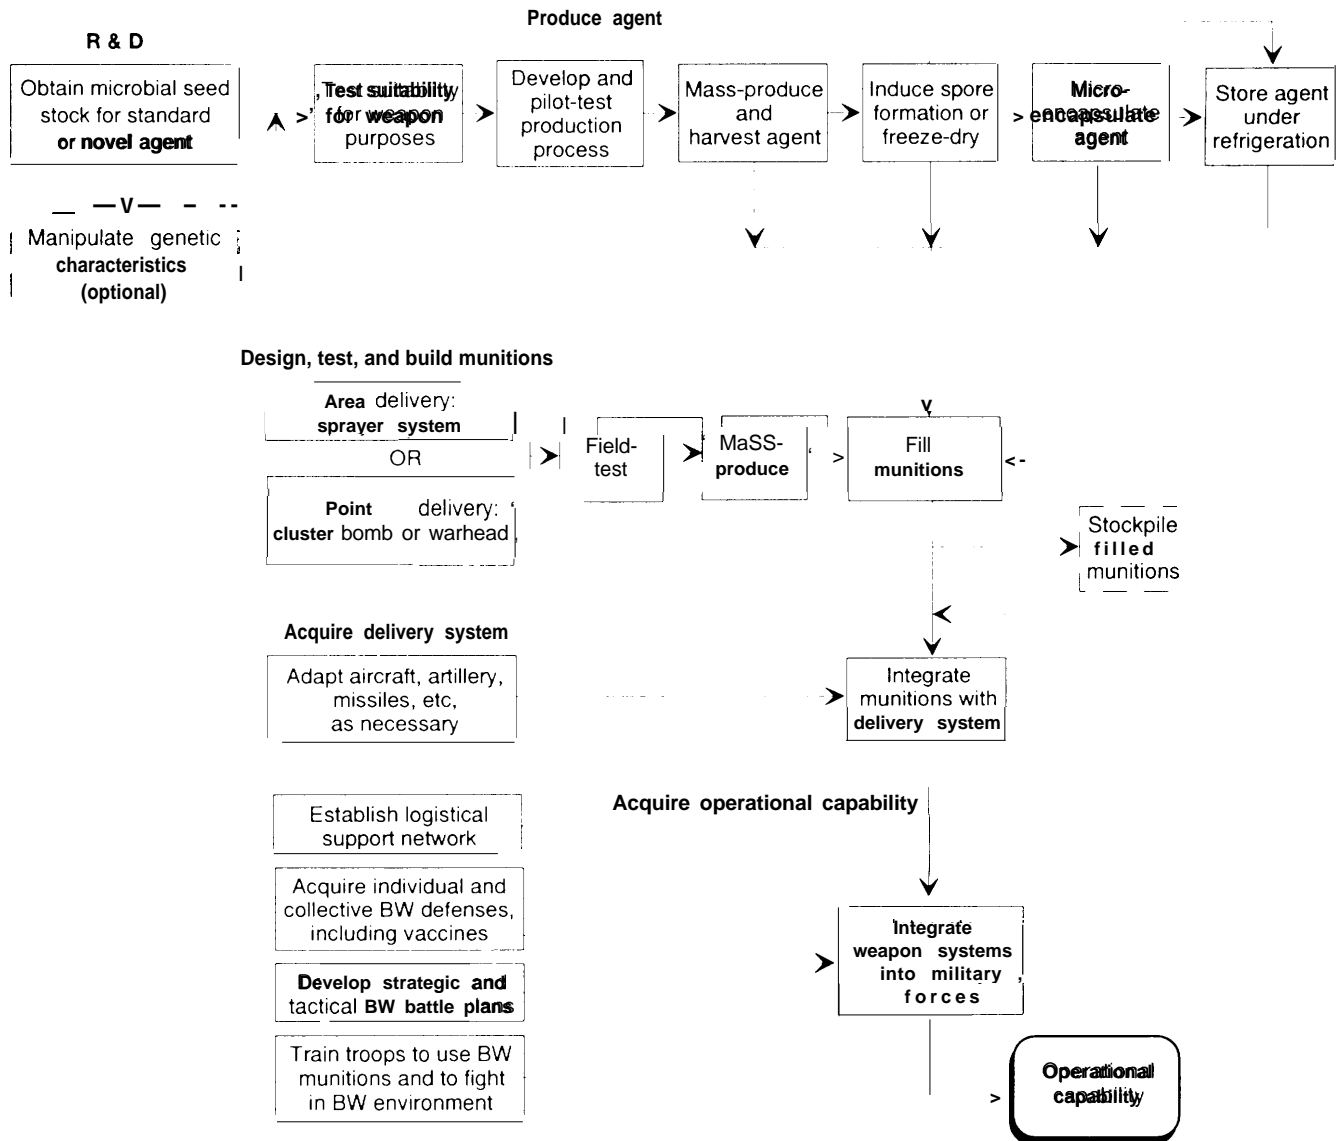 Produce agent
R & D
Obtain microbial seed
stock for standard
or novel agent
Test suitability
for weapon
purposes
Develop and
pilot-test
production
process
Mass-produce
and
harvest agent
Induce spore
formation or
freeze-dry
Micro-
encapsulate
agent
Store agent
under
refrigeration
Manipulate genetic
characteristics
(optional)
Design, test, and build munitions
Area delivery:
sprayer system
OR
Point delivery:
cluster bomb or warhead
Field-
test
MaSS-
produce
Fill
munitions
Stockpile
filled
munitions
Acquire delivery system
Adapt aircraft, artillery,
missiles, etc,
as necessary
Integrate
munitions with
delivery system
Establish logistical
support network
Acquire operational capability
Acquire individual and
collective BW defenses,
including vaccines
Develop strategic and
tactical BW battle plans
Train troops to use BW
munitions and to fight
in BW environment
Integrate
weapon systems
into military
forces
Operational
capability